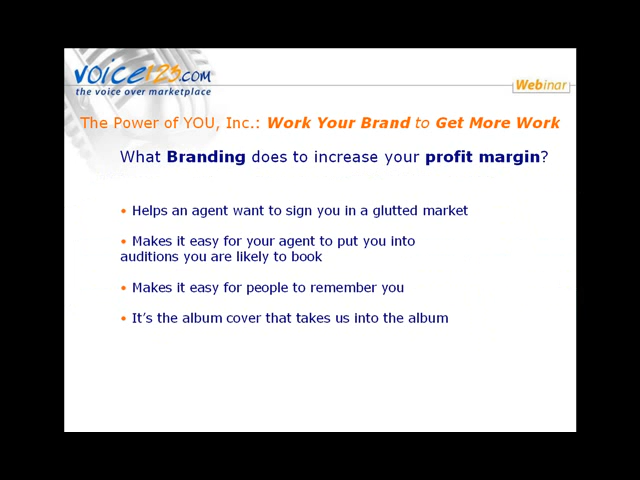 voice123.com
the voice over marketplace
Webinar
The Power of YOU, Inc.: Work Your Brand to Get More Work
What Branding does to increase your profit margin?
• Helps an agent want to sign you in a glutted market
• Makes it easy for your agent to put you into
auditions you are likely to book
• Makes it easy for people to remember you
• It’s the album cover that takes us into the album